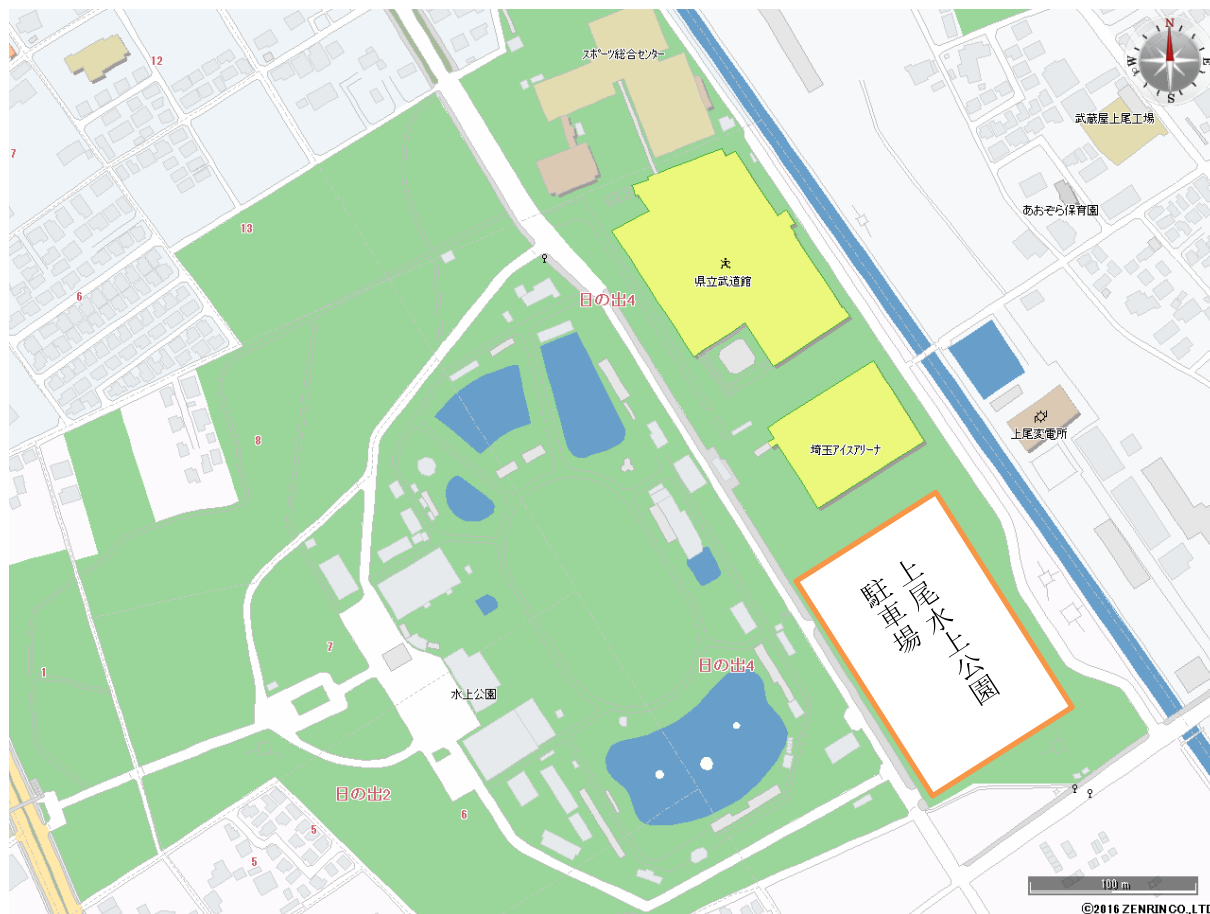 12
スポーツ総合センター
N
W
E
S
武蔵屋上尾工場
7
あおぞら保育園
13
県立武道館
6
日の出4
8
上尾変電所
埼玉アイスアリーナ
上尾水上公園
駐車場
1
7
日の出4
水上公園
日の出2
6
5
5
100 m
©2016 ZENRIN CO., LTD